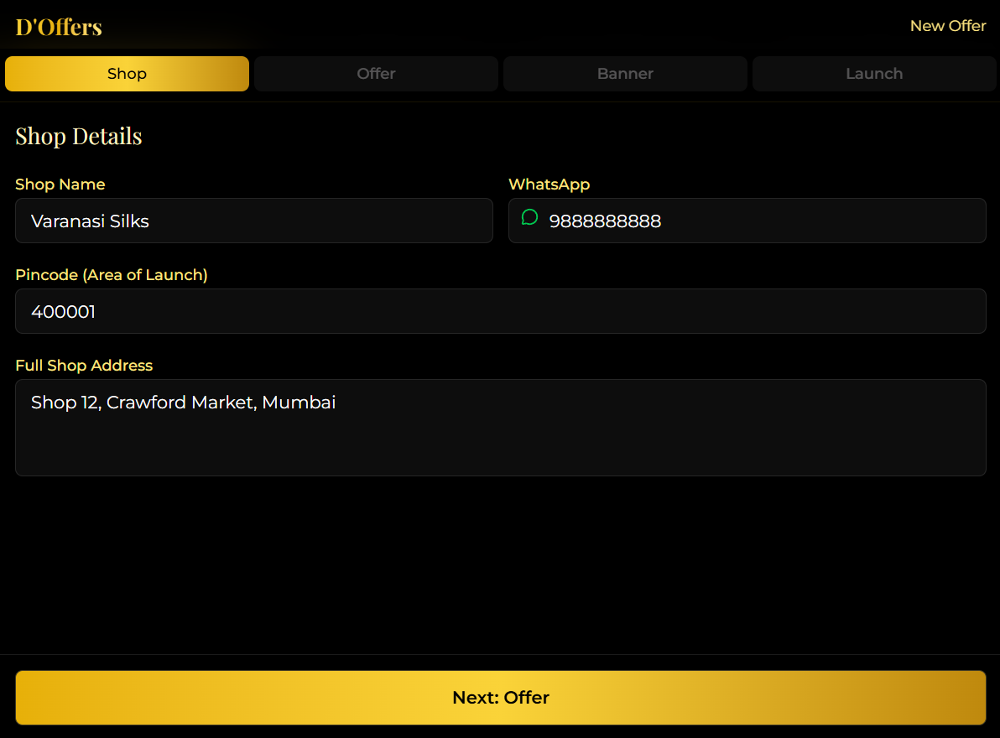 D'Offers
New Offer
Shop
Offer
Banner
Launch
Shop Details
Shop Name
WhatsApp
Varanasi Silks
9888888888
Pincode (Area of Launch)
400001
Full Shop Address
Shop 12, Crawford Market, Mumbai
Next: Offer